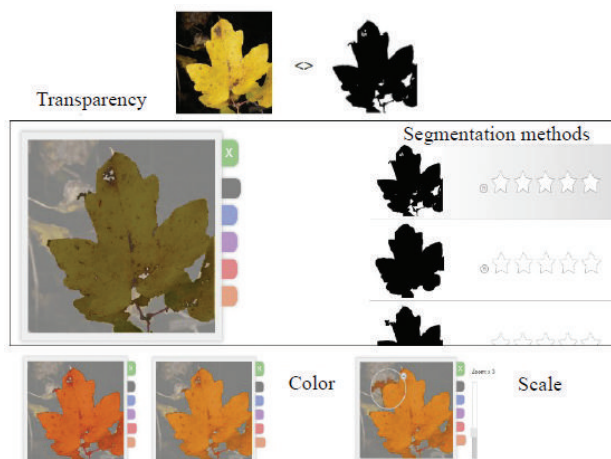 Transparency
Segmentation methods
X
X
X
X
Color
Scale